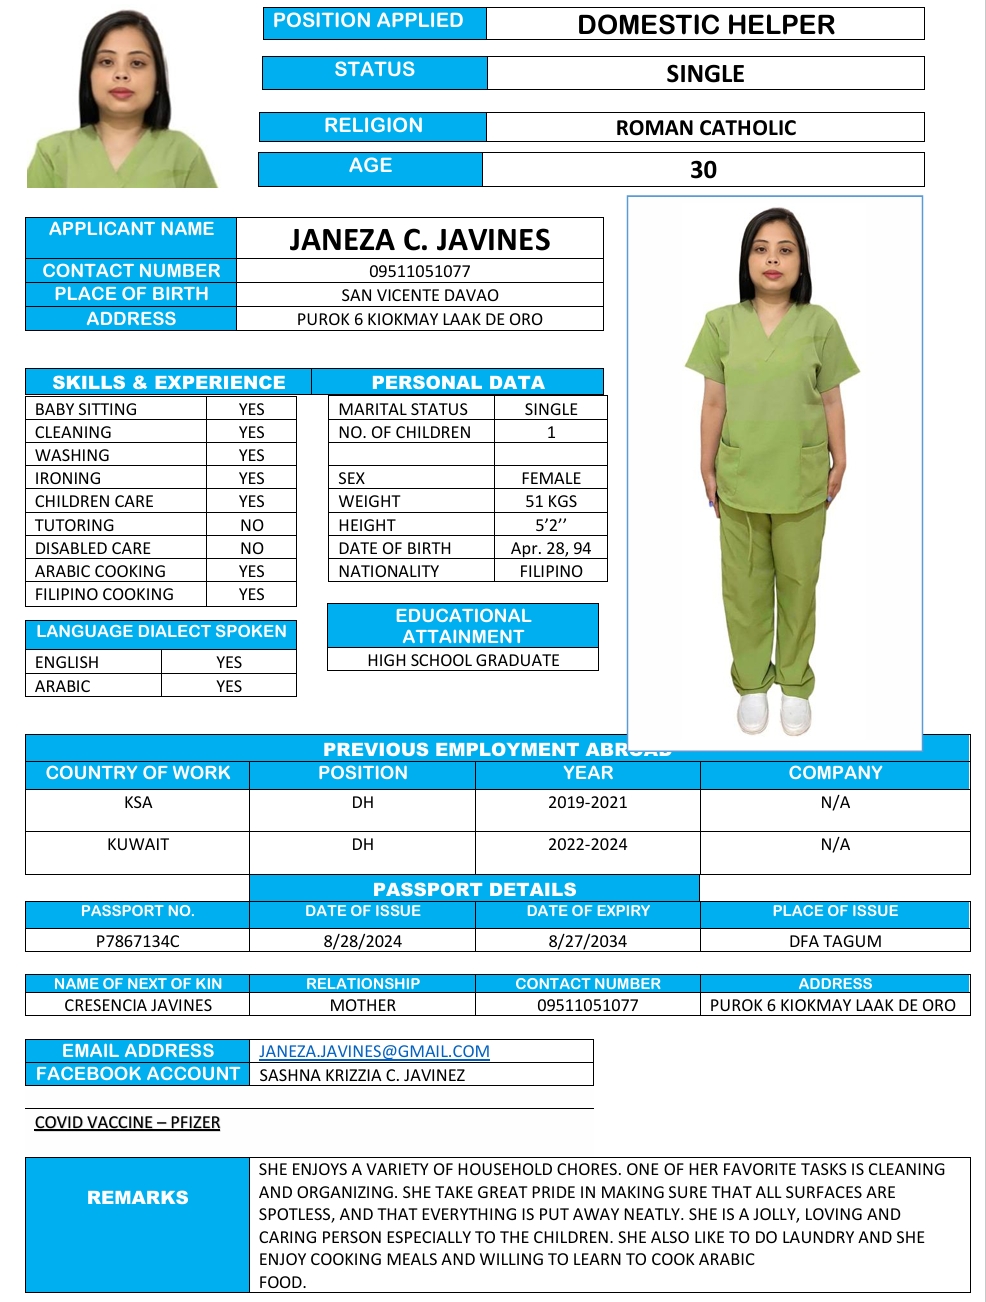 POSITION APPLIED DOMESTIC HELPER
STATUS SINGLE
RELIGION ROMAN CATHOLIC
AGE 30
APPLICANT NAME JANEZA C. JAVINES
CONTACT NUMBER 09511051077
PLACE OF BIRTH SAN VICENTE DAVAO
ADDRESS PUROK 6 KIOKMAY LAAK DE ORO
SKILLS & EXPERIENCE
BABY SITTING YES
CLEANING YES
WASHING YES
IRONING YES
CHILDREN CARE YES
TUTORING NO
DISABLED CARE NO
ARABIC COOKING YES
FILIPINO COOKING YES
LANGUAGE DIALECT SPOKEN
ENGLISH YES
ARABIC YES
PERSONAL DATA
MARITAL STATUS SINGLE
NO. OF CHILDREN 1
SEX FEMALE
WEIGHT 51 KGS
HEIGHT 5’2’’
DATE OF BIRTH Apr. 28, 94
NATIONALITY FILIPINO
EDUCATIONAL
ATTAINMENT
HIGH SCHOOL GRADUATE
PREVIOUS EMPLOYMENT ABROAD
COUNTRY OF WORK POSITION YEAR COMPANY
KSA DH 2019-2021 N/A
KUWAIT DH 2022-2024 N/A
PASSPORT DETAILS
PASSPORT NO. DATE OF ISSUE DATE OF EXPIRY PLACE OF ISSUE
P7867134C 8/28/2024 8/27/2034 DFA TAGUM
NAME OF NEXT OF KIN RELATIONSHIP CONTACT NUMBER ADDRESS
CRESENCIA JAVINES MOTHER 09511051077 PUROK 6 KIOKMAY LAAK DE ORO
EMAIL ADDRESS JANEZA.JAVINES@GMAIL.COM
FACEBOOK ACCOUNT SASHNA KRIZZIA C. JAVINEZ
COVID VACCINE – PFIZER
REMARKS
SHE ENJOYS A VARIETY OF HOUSEHOLD CHORES. ONE OF HER FAVORITE TASKS IS CLEANING
AND ORGANIZING. SHE TAKE GREAT PRIDE IN MAKING SURE THAT ALL SURFACES ARE
SPOTLESS, AND THAT EVERYTHING IS PUT AWAY NEATLY. SHE IS A JOLLY, LOVING AND
CARING PERSON ESPECIALLY TO THE CHILDREN. SHE ALSO LIKE TO DO LAUNDRY AND SHE
ENJOY COOKING MEALS AND WILLING TO LEARN TO COOK ARABIC
FOOD.